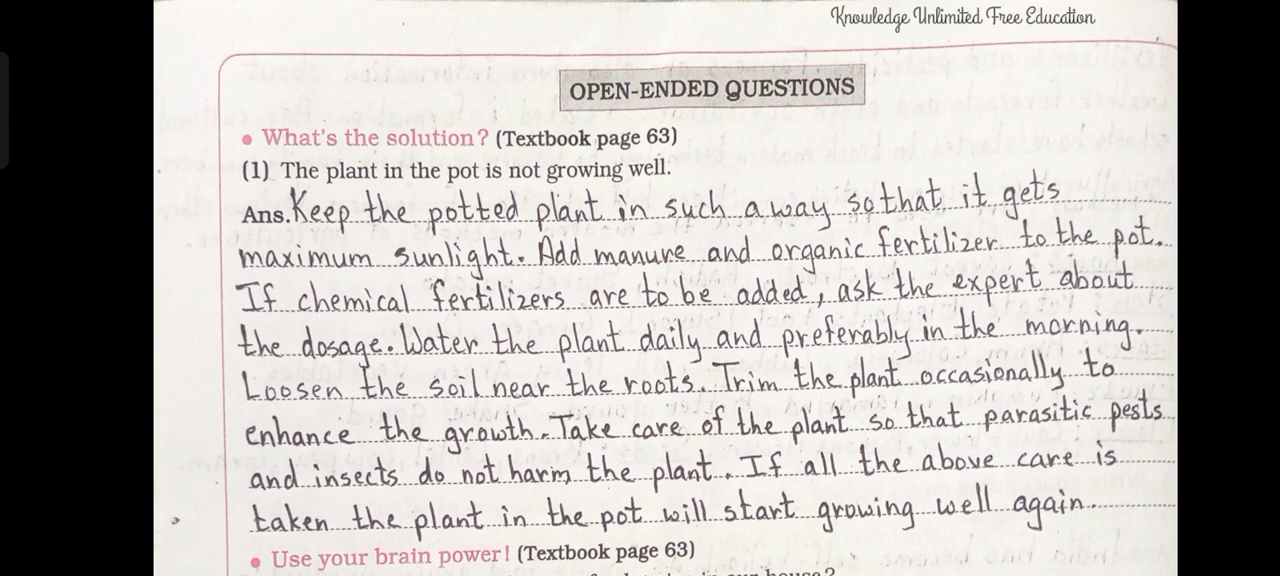 Knowledge Unlimited Free Education
OPEN-ENDED QUESTIONS
• What's the solution? (Textbook page 63)
(1) The plant in the pot is not growing well.
Ans. Keep the potted plant in such a way so that it gets
maximum sunlight. Add manure and organic fertilizer to the pot.
If chemical fertilizers are to be added, ask the expert about
the dosage. Water the plant daily and preferably in the morning.
Loosen the soil near the roots. Trim the plant occasionally to
enhance the growth. Take care of the plant so that parasitic pests
and insects do not harm the plant. If all the above care is
taken the plant in the pot will start growing well again.
• Use your brain power! (Textbook page 63)
house?